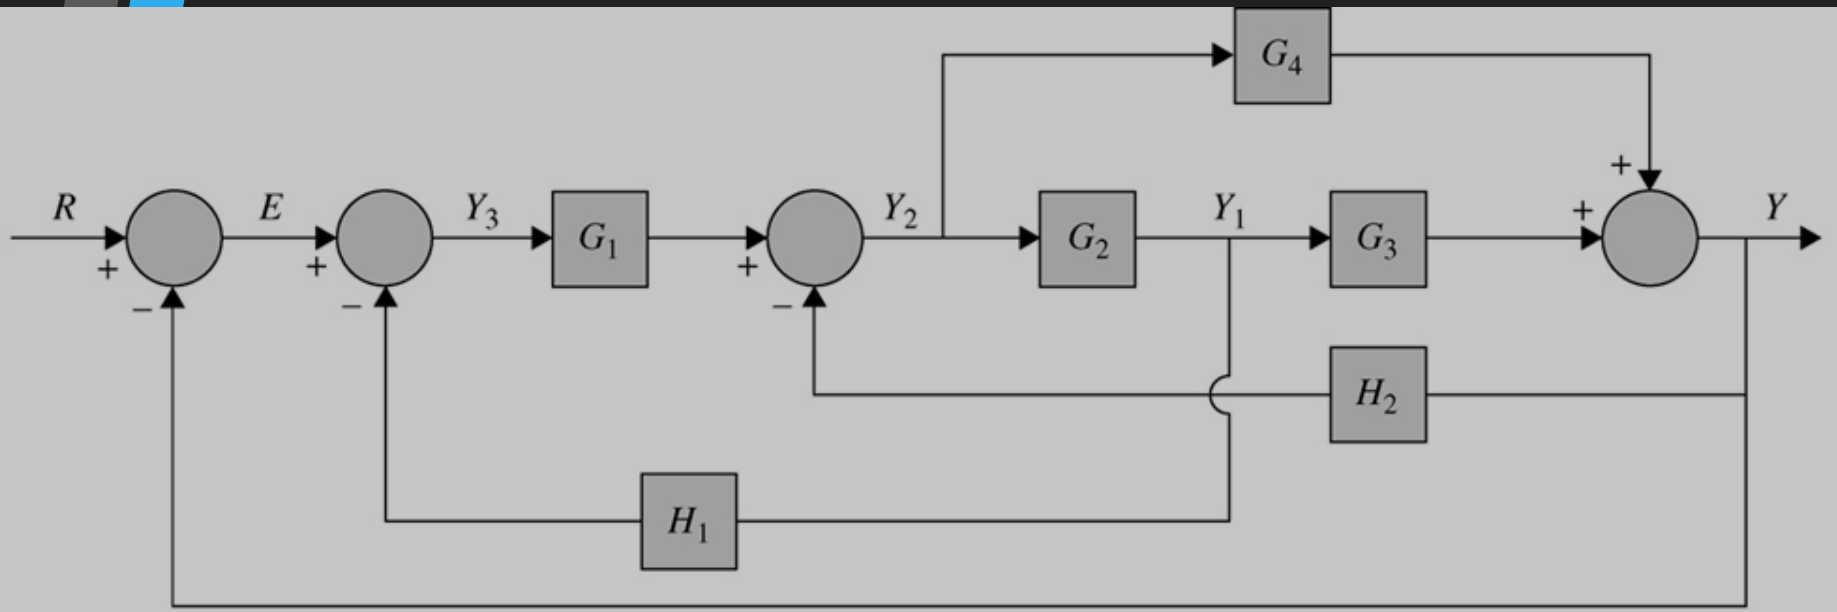 G₄
+
R E Y₃ G₁ Y₂ G₂ Y₁ G₃ + Y
+ + +
− − −
H₂
H₁